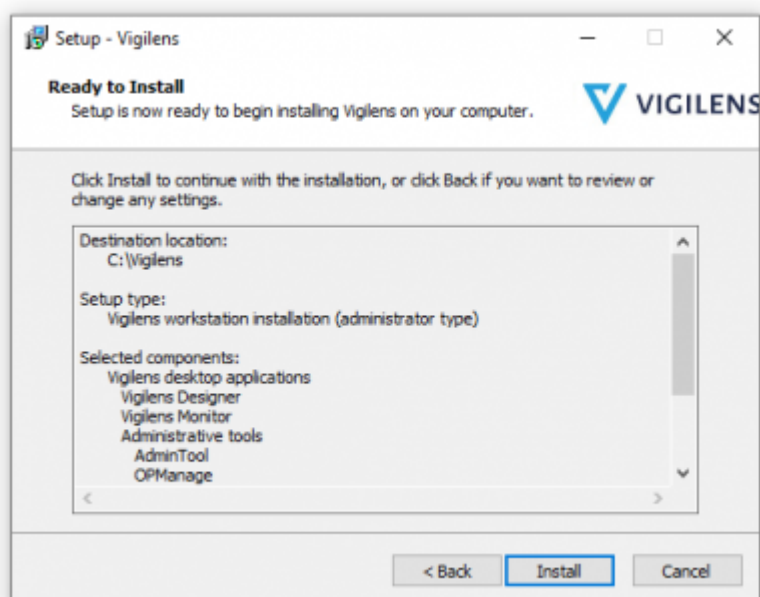 Setup - Vigilens
Ready to Install
Setup is now ready to begin installing Vigilens on your computer.
VIGILENS
Click Install to continue with the installation, or click Back if you want to review or
change any settings.
Destination location:
C:\Vigilens
Setup type:
Vigilens workstation installation (administrator type)
Selected components:
Vigilens desktop applications
Vigilens Designer
Vigilens Monitor
Administrative tools
AdminTool
OPManage
< Back
Install
Cancel